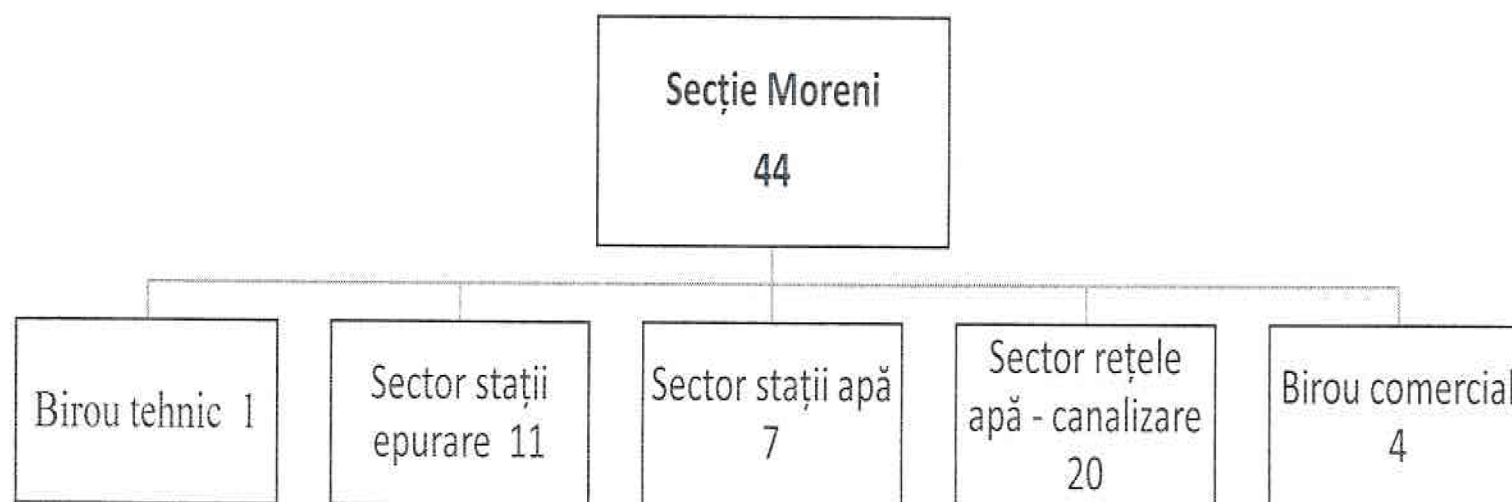 Secție Moreni
44
Birou tehnic 1
Sector stații
epurare 11
Sector stații apă
7
Sector rețele
apă - canalizare
20
Birou comercial
4